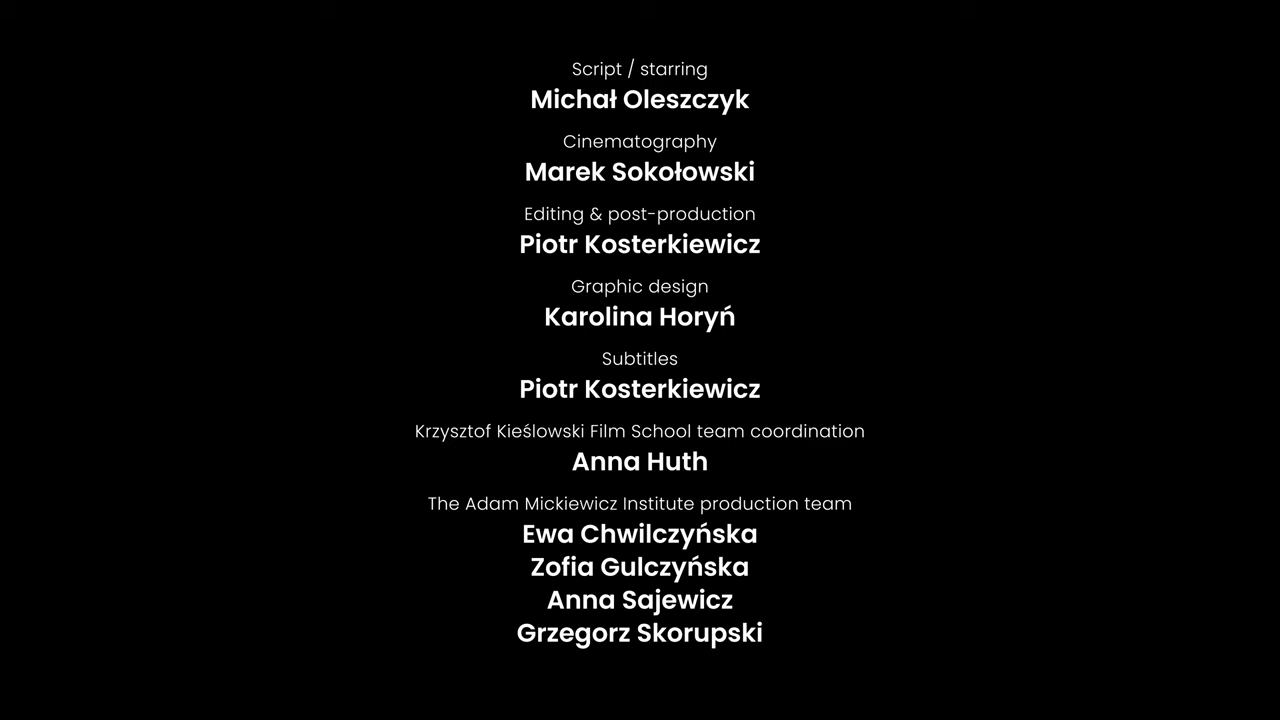 Script / starring
Michał Oleszczyk
Cinematography
Marek Sokołowski
Editing & post-production
Piotr Kosterkiewicz
Graphic design
Karolina Horyń
Subtitles
Piotr Kosterkiewicz
Krzysztof Kieślowski Film School team coordination
Anna Huth
The Adam Mickiewicz Institute production team
Ewa Chwilczyńska
Zofia Gulczyńska
Anna Sajewicz
Grzegorz Skorupski